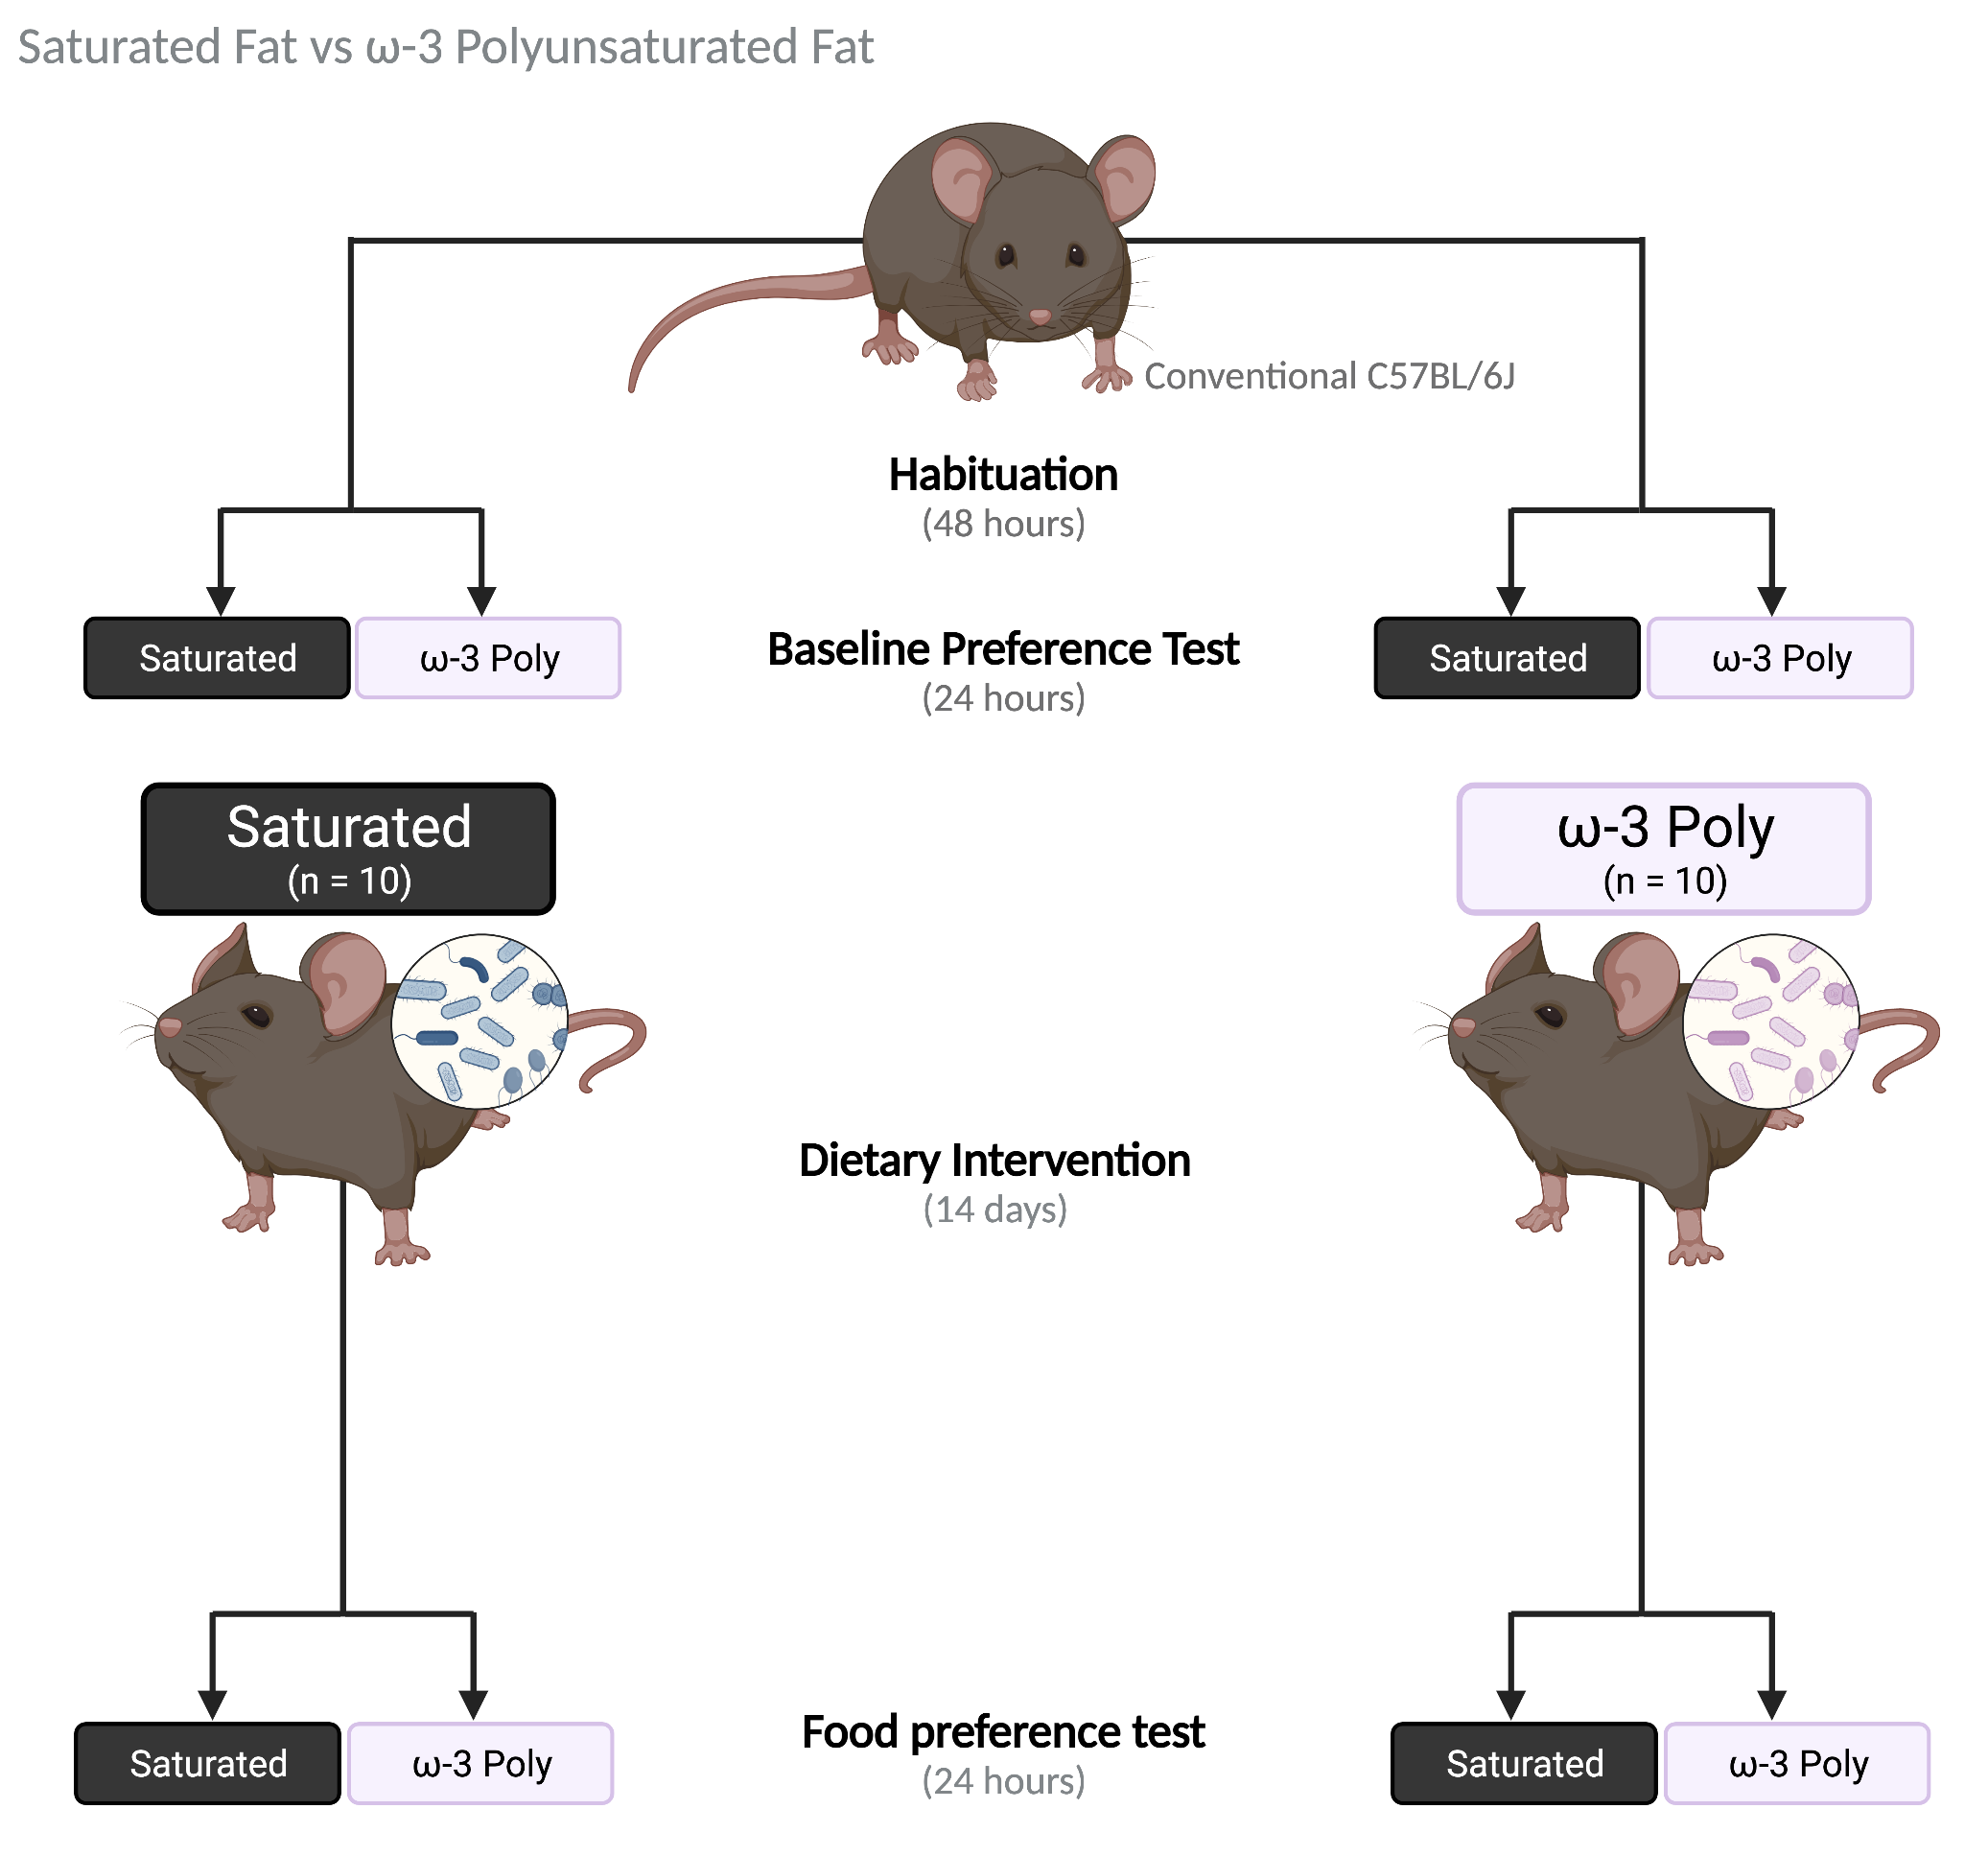 Saturated Fat vs ω-3 Polyunsaturated Fat
Conventional C57BL/6J
Habituation
(48 hours)
Saturated
ω-3 Poly
Baseline Preference Test
(24 hours)
Saturated
ω-3 Poly
Saturated
(n = 10)
ω-3 Poly
(n = 10)
Dietary Intervention
(14 days)
Saturated
ω-3 Poly
Food preference test
(24 hours)
Saturated
ω-3 Poly